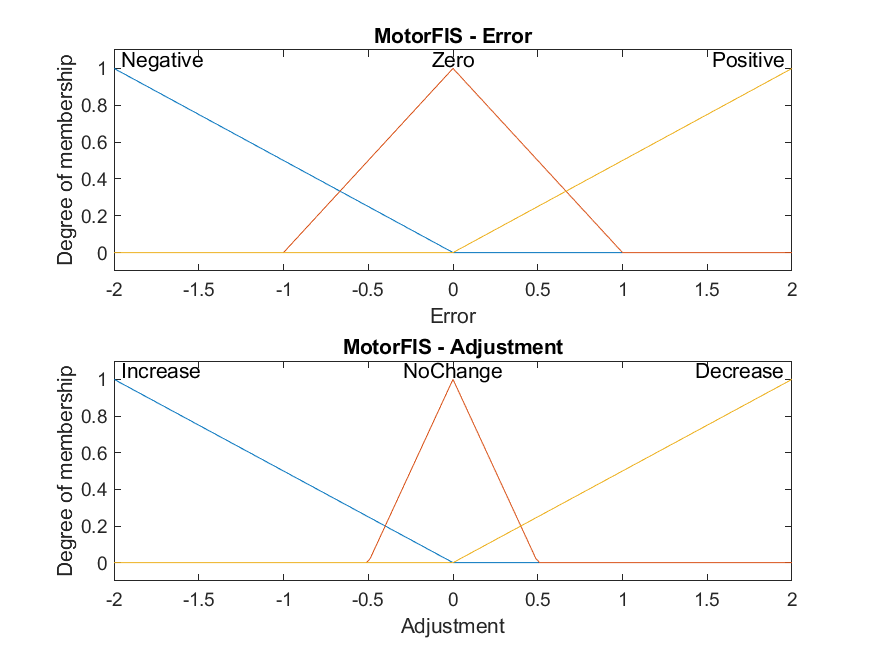 MotorFIS - Error
Negative Zero Positive
1
0.8
0.6
0.4
0.2
0
Degree of membership
-2 -1.5 -1 -0.5 0 0.5 1 1.5 2
Error
MotorFIS - Adjustment
Increase NoChange Decrease
1
0.8
0.6
0.4
0.2
0
Degree of membership
-2 -1.5 -1 -0.5 0 0.5 1 1.5 2
Adjustment